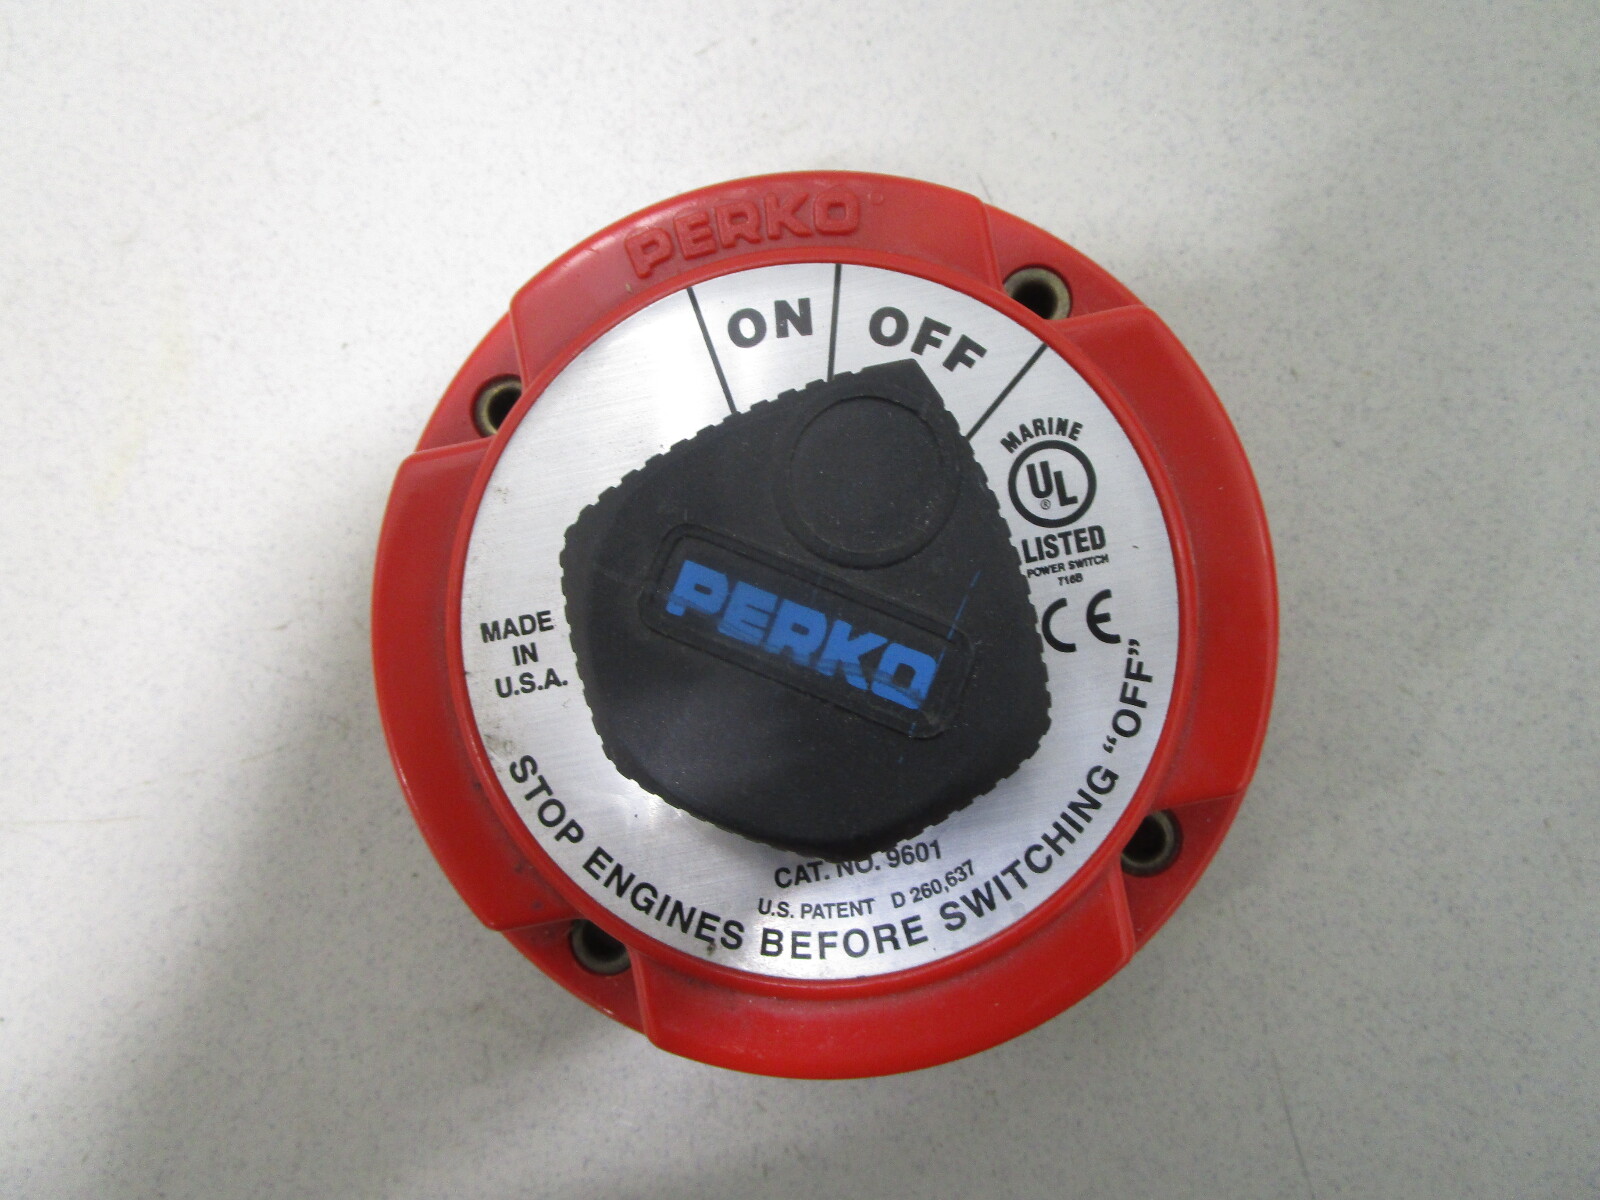 PERKO®
ON
OFF
MARINE
UL®
LISTED
POWER SWITCH
716B
CE
PERKO
MADE
IN
U.S.A.
CAT. NO. 9601
U.S. PATENT D 260,637
STOP ENGINES BEFORE SWITCHING “OFF”